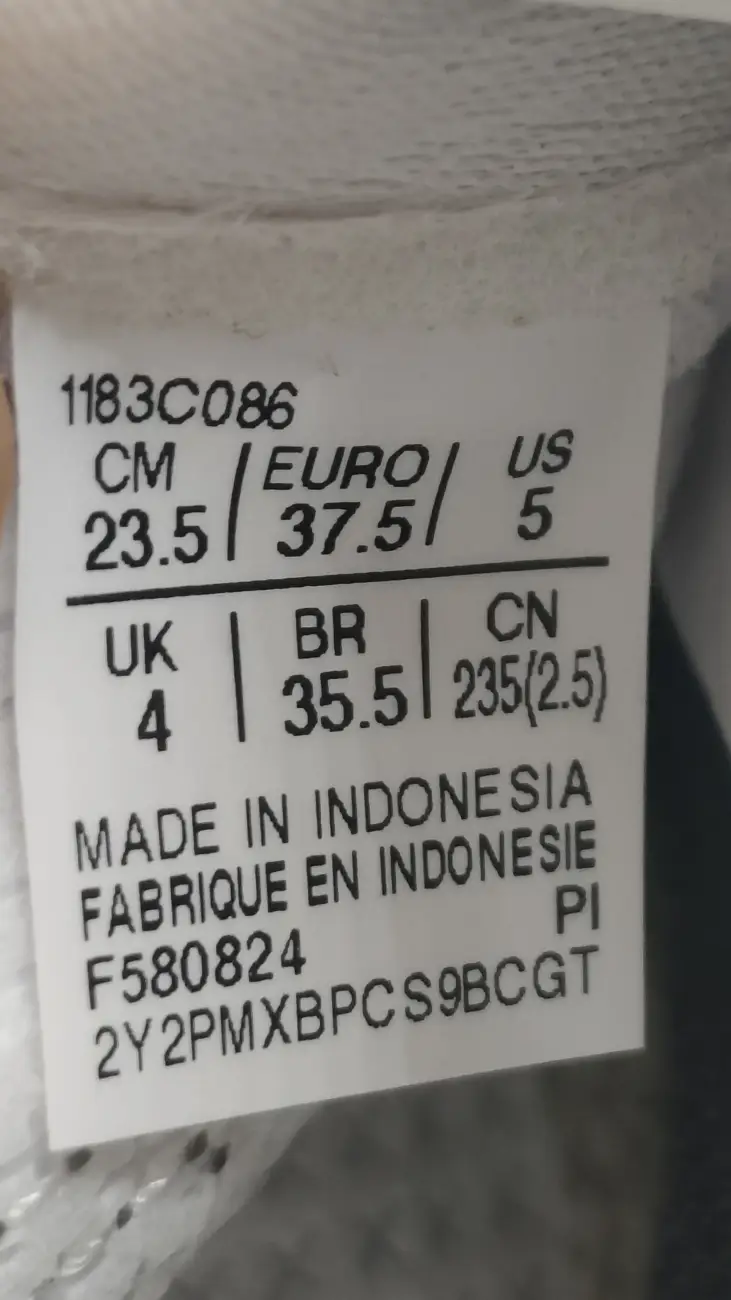 1183C086
CM / EURO / US
23.5 / 37.5 / 5
UK | BR | CN
4 | 35.5 | 235(2.5)
MADE IN INDONESIA
FABRIQUE EN INDONESIE
PI
F580824
2Y2PMXBPCS9BCGT